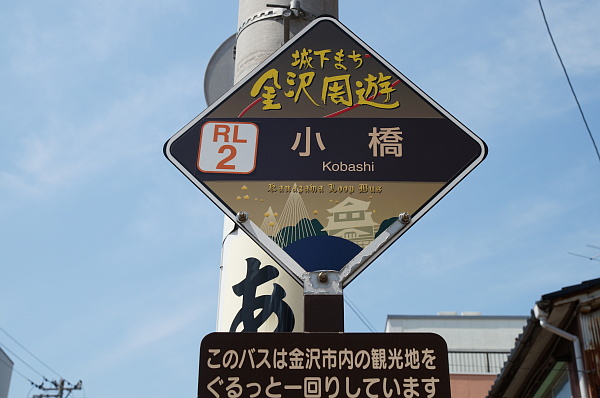 城下まち
金沢周遊
RL
2
小橋
Kobashi
Kanazawa Loop Bus
あ
このバスは金沢市内の観光地を
ぐるっと一回りしています